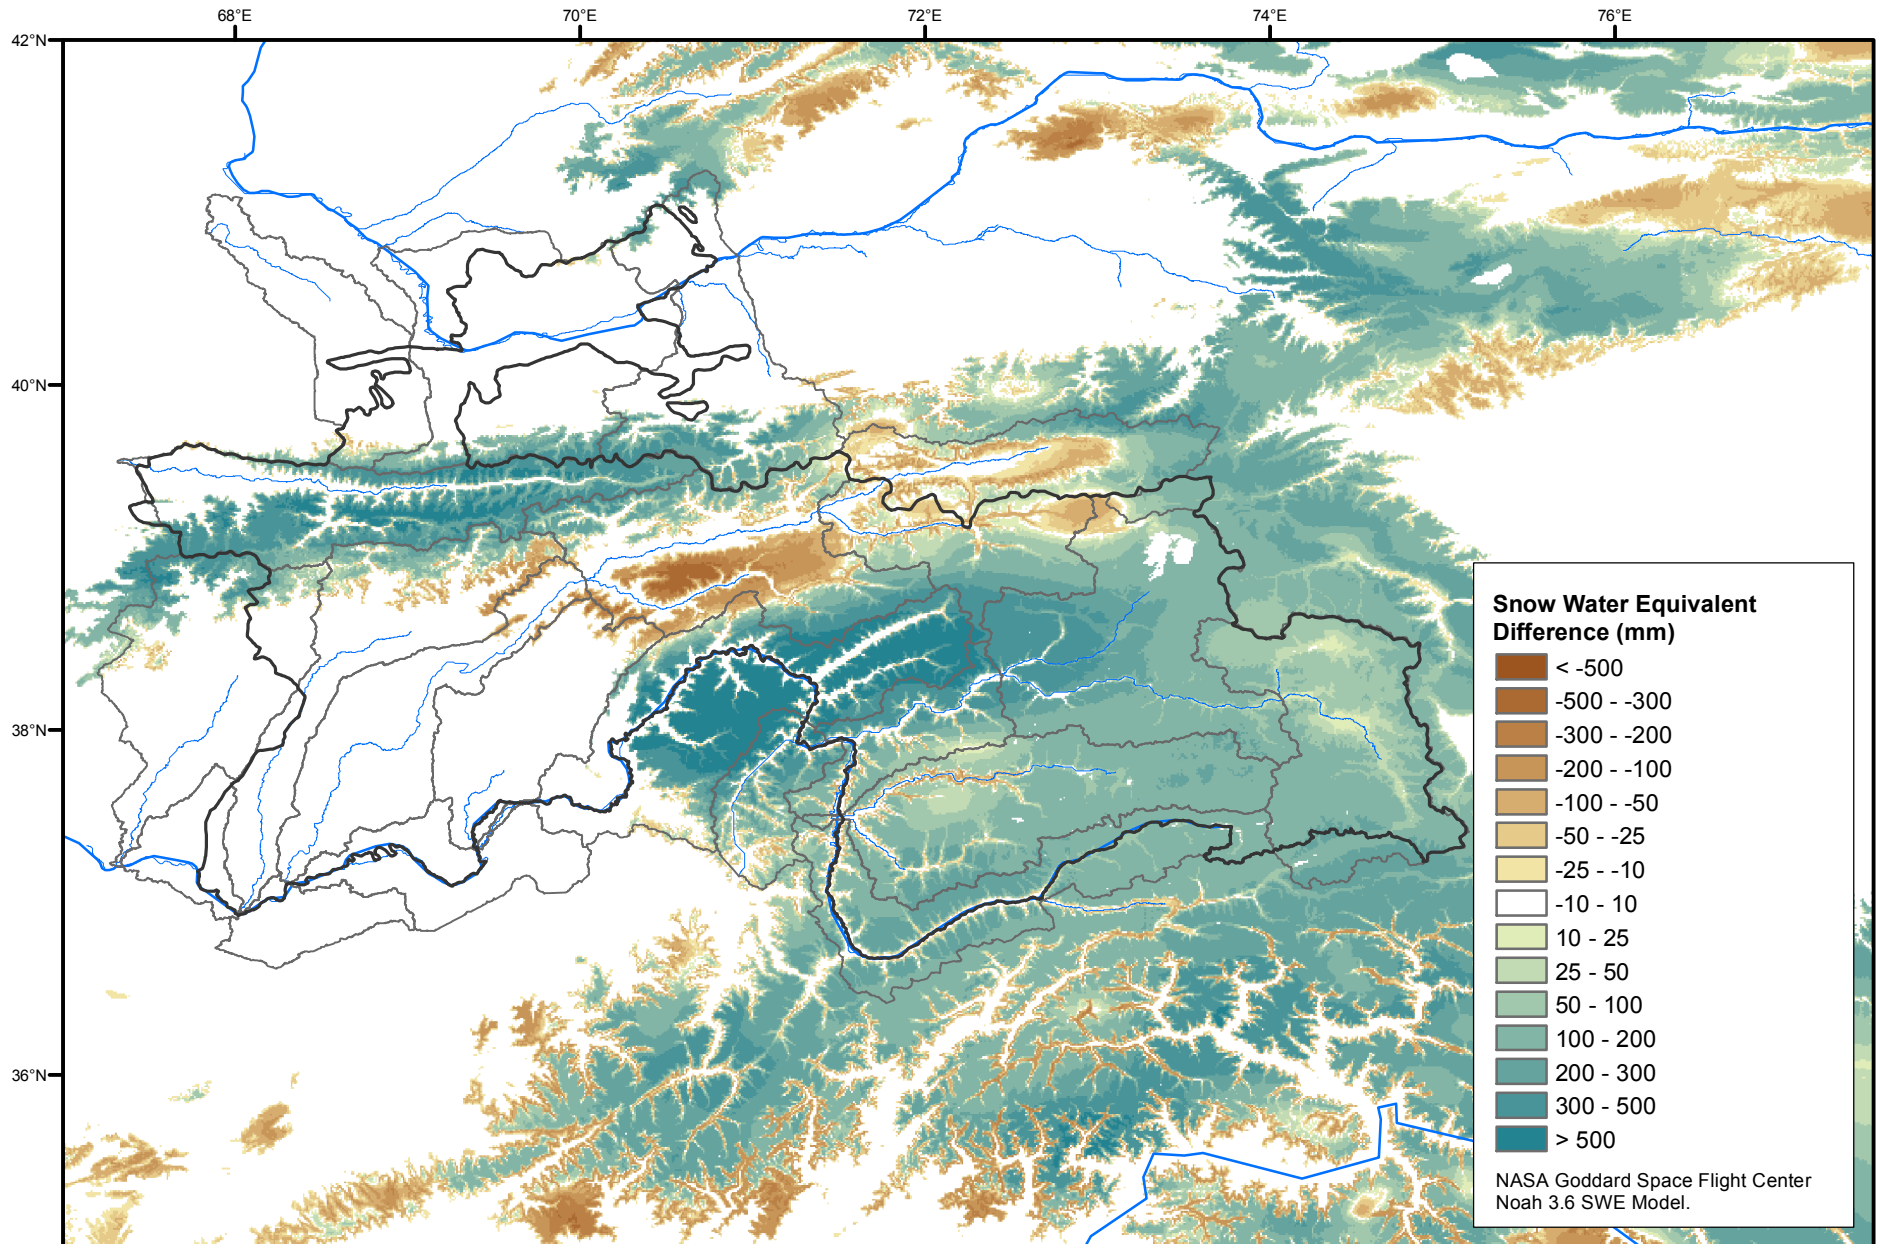 68°E
70°E
72°E
74°E
76°E
42°N
40°N
38°N
36°N
Snow Water Equivalent
Difference (mm)
< -500
-500 - -300
-300 - -200
-200 - -100
-100 - -50
-50 - -25
-25 - -10
-10 - 10
10 - 25
25 - 50
50 - 100
100 - 200
200 - 300
300 - 500
> 500
NASA Goddard Space Flight Center
Noah 3.6 SWE Model.